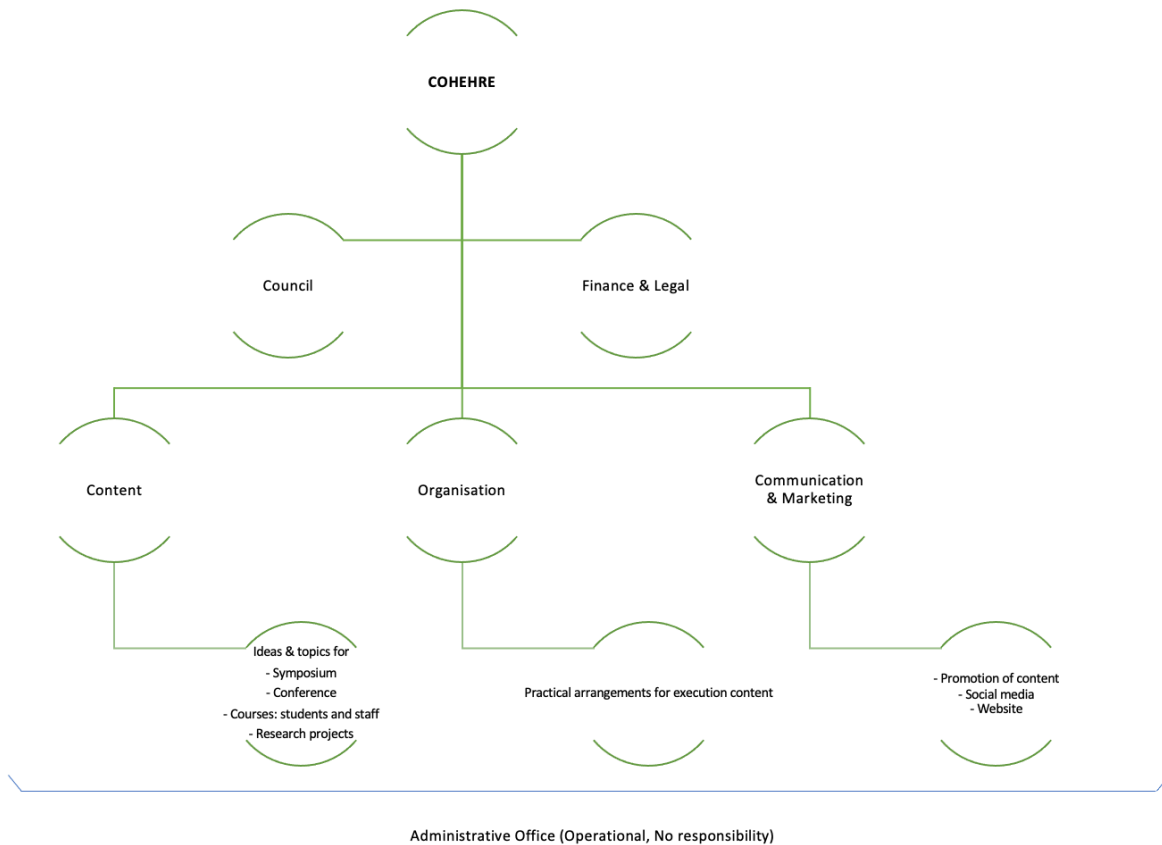 COHEHRE
Council
Finance & Legal
Content
Organisation
Communication
& Marketing
Ideas & topics for
- Symposium
- Conference
- Courses: students and staff
- Research projects
Practical arrangements for execution content
- Promotion of content
- Social media
- Website
Administrative Office (Operational, No responsibility)